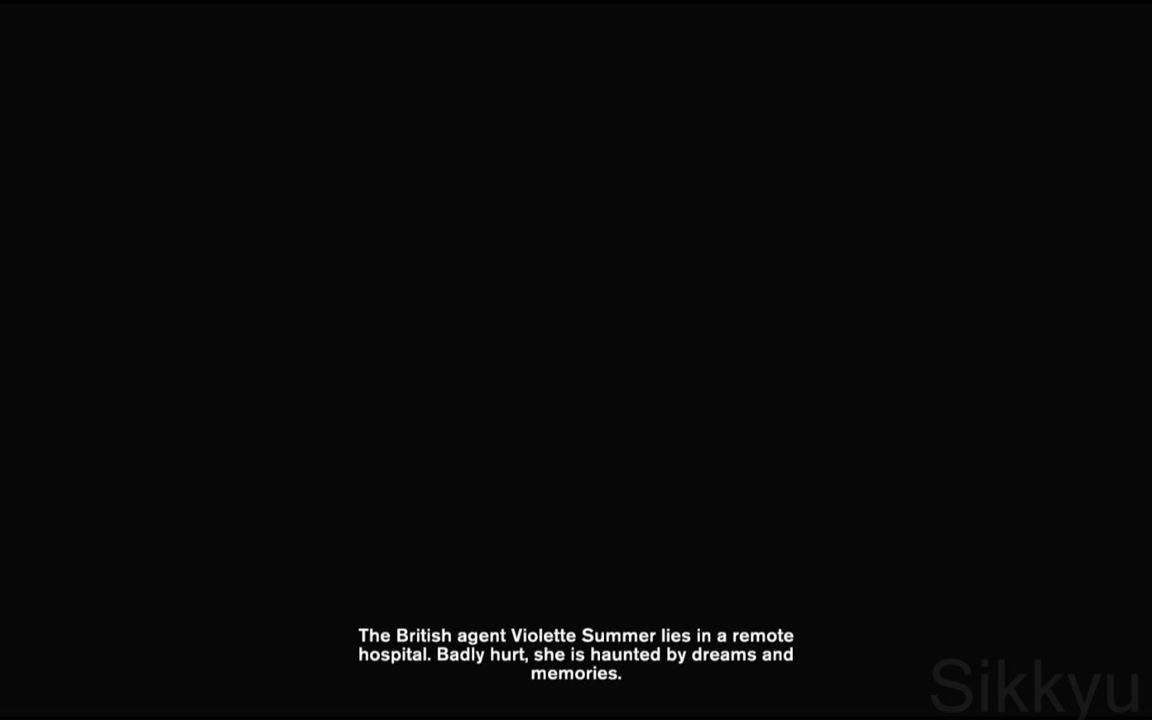 The British agent Violette Summer lies in a remote
hospital. Badly hurt, she is haunted by dreams and
memories.
Sikkyu